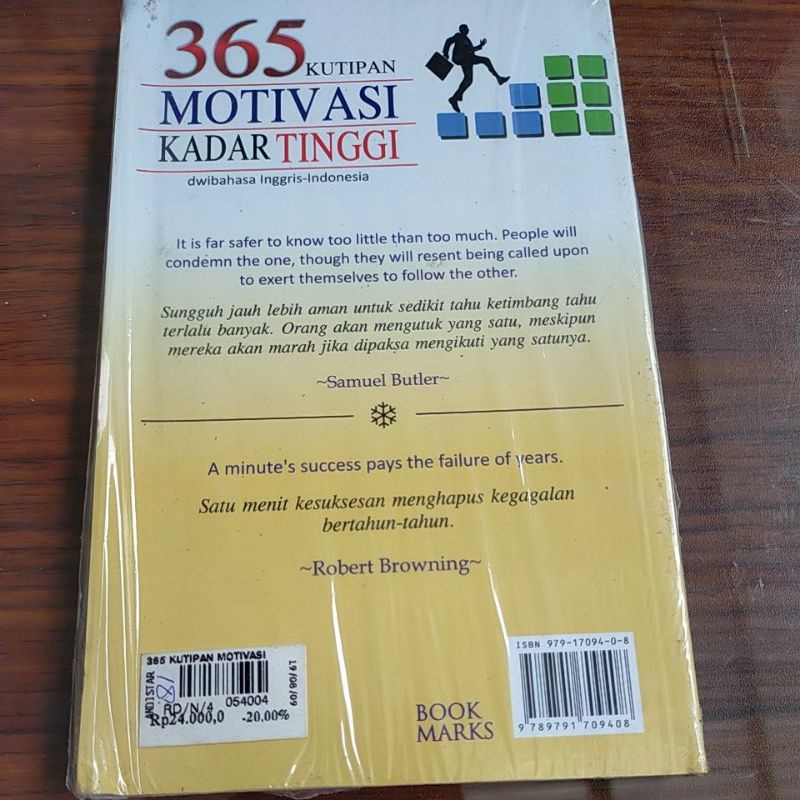 365 KUTIPAN
MOTIVASI
KADAR TINGGI
dwibahasa Inggris-Indonesia
It is far safer to know too little than too much. People will
condemn the one, though they will resent being called upon
to exert themselves to follow the other.
Sungguh jauh lebih aman untuk sedikit tahu ketimbang tahu
terlalu banyak. Orang akan mengutuk yang satu, meskipun
mereka akan marah jika dipaksa mengikuti yang satunya.
~Samuel Butler~
A minute's success pays the failure of years.
Satu menit kesuksesan menghapus kegagalan
bertahun-tahun.
~Robert Browning~
365 KUTIPAN MOTIVASI
ANDISTAR
181
19/08/09
RD/N/4 054004
Rp24.000,0 -20.00%
BOOK
MARKS
ISBN 979-17094-0-8
9 789791 709408